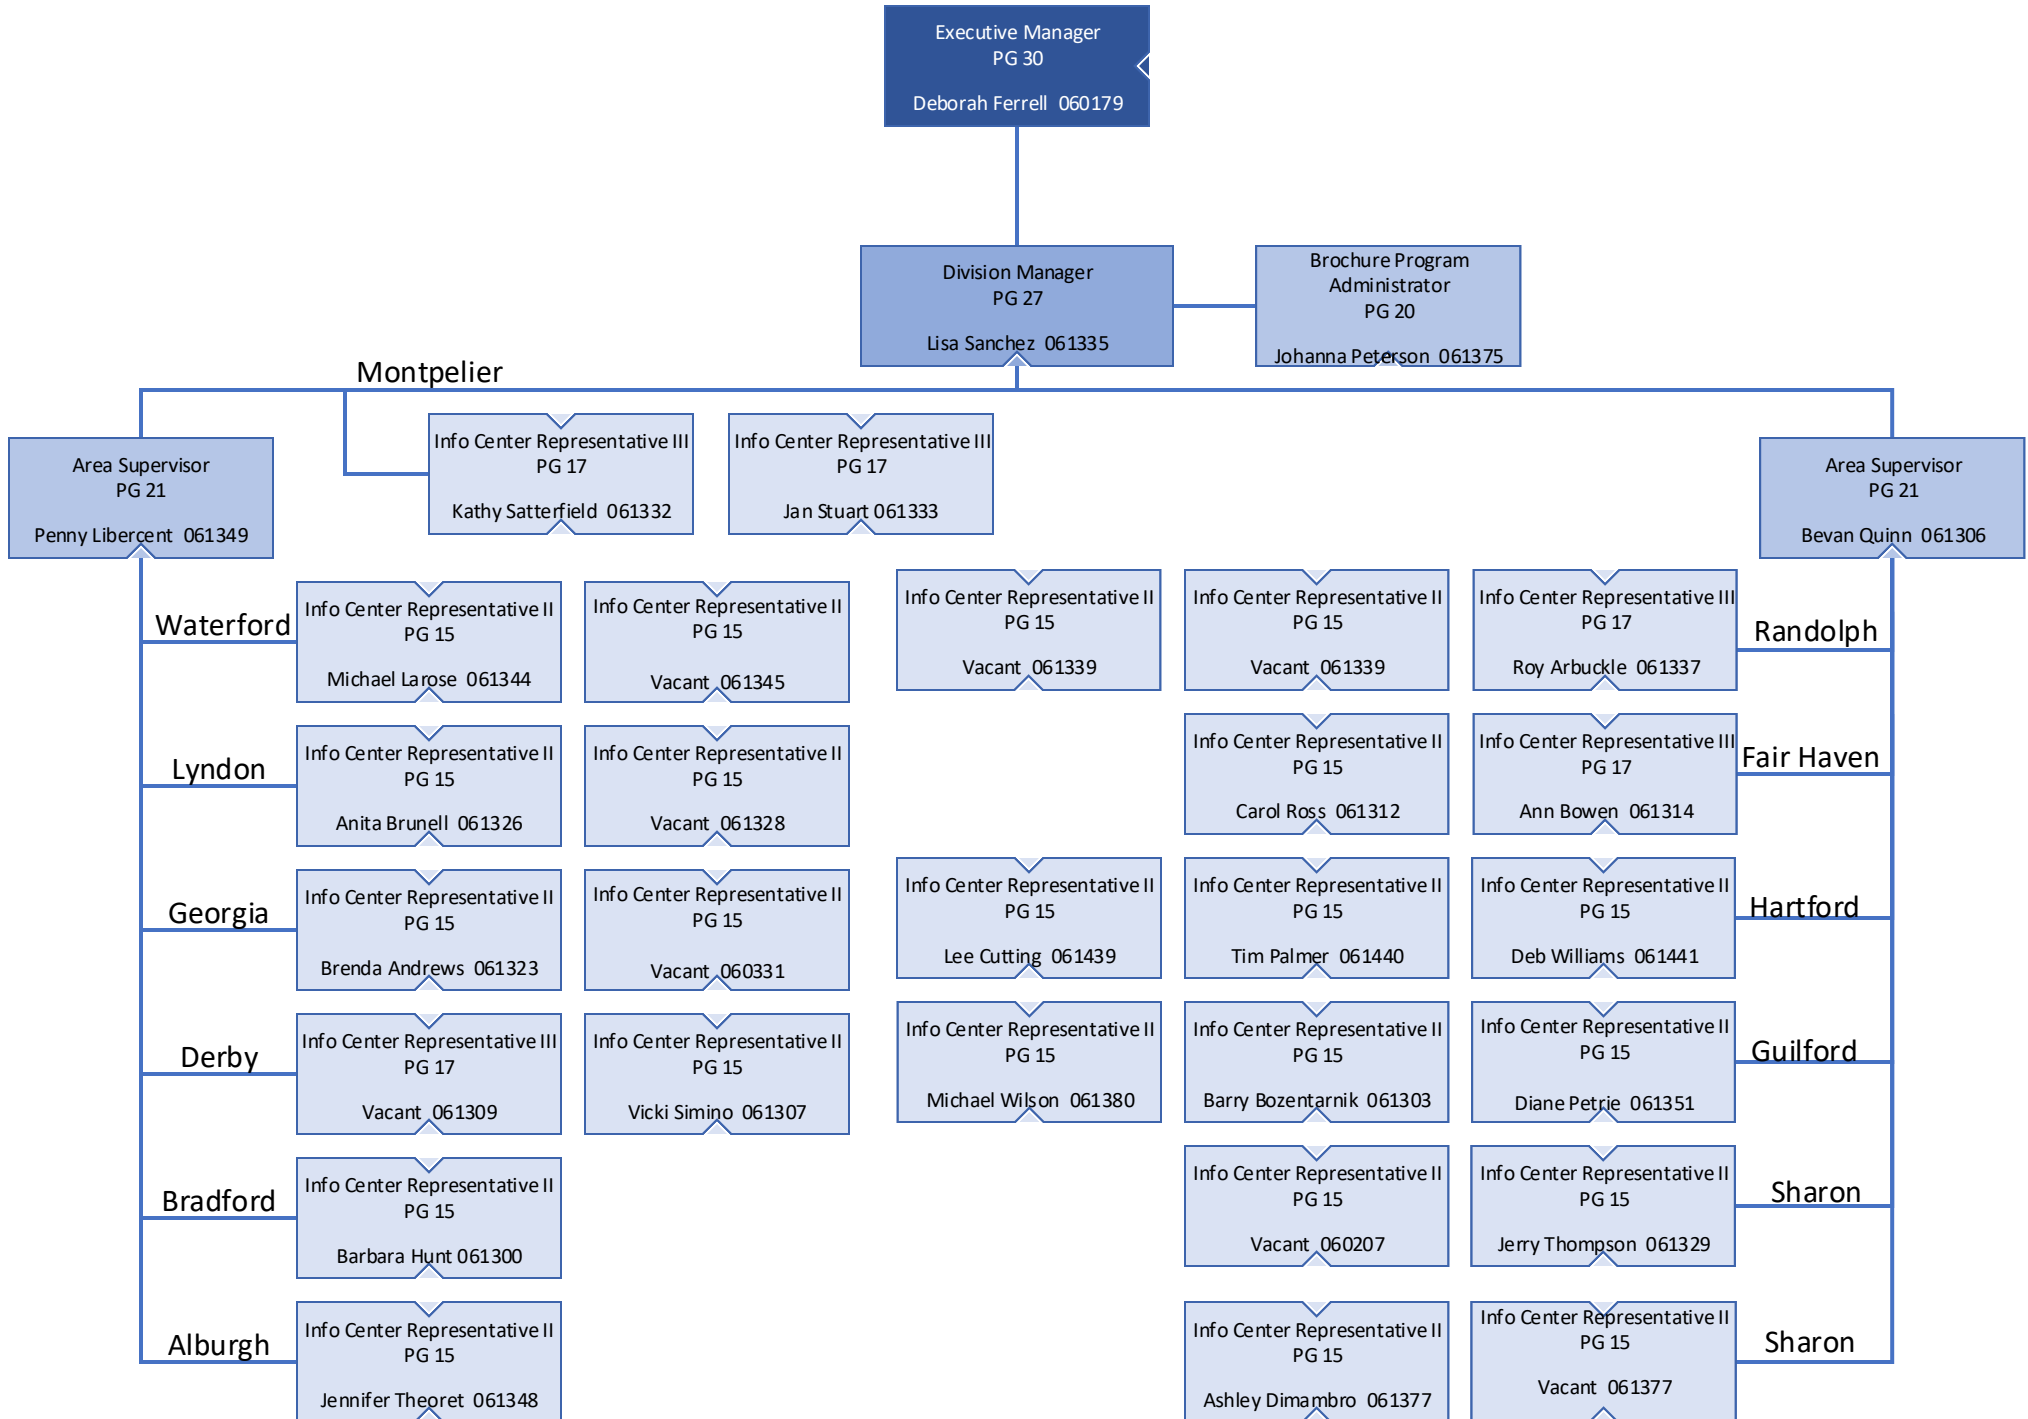 Executive Manager
PG 30
Deborah Ferrell 060179
Division Manager
PG 27
Lisa Sanchez 061335
Brochure Program
Administrator
PG 20
Johanna Peterson 061375
Montpelier
Info Center Representative III
PG 17
Kathy Satterfield 061332
Info Center Representative III
PG 17
Jan Stuart 061333
Area Supervisor
PG 21
Penny Libercent 061349
Area Supervisor
PG 21
Bevan Quinn 061306
Waterford
Info Center Representative II
PG 15
Michael Larose 061344
Info Center Representative II
PG 15
Vacant 061345
Info Center Representative II
PG 15
Vacant 061339
Info Center Representative II
PG 15
Vacant 061339
Info Center Representative III
PG 17
Roy Arbuckle 061337
Randolph
Lyndon
Info Center Representative II
PG 15
Anita Brunell 061326
Info Center Representative II
PG 15
Vacant 061328
Info Center Representative II
PG 15
Carol Ross 061312
Info Center Representative III
PG 17
Ann Bowen 061314
Fair Haven
Georgia
Info Center Representative II
PG 15
Brenda Andrews 061323
Info Center Representative II
PG 15
Vacant 060331
Info Center Representative II
PG 15
Lee Cutting 061439
Info Center Representative II
PG 15
Tim Palmer 061440
Info Center Representative II
PG 15
Deb Williams 061441
Hartford
Derby
Info Center Representative III
PG 17
Vacant 061309
Info Center Representative II
PG 15
Vicki Simino 061307
Info Center Representative II
PG 15
Michael Wilson 061380
Info Center Representative II
PG 15
Barry Bozentarnik 061303
Info Center Representative II
PG 15
Diane Petrie 061351
Guilford
Bradford
Info Center Representative II
PG 15
Barbara Hunt 061300
Info Center Representative II
PG 15
Vacant 060207
Info Center Representative II
PG 15
Jerry Thompson 061329
Sharon
Alburgh
Info Center Representative II
PG 15
Jennifer Theoret 061348
Info Center Representative II
PG 15
Ashley Dimambro 061377
Info Center Representative II
PG 15
Vacant 061377
Sharon